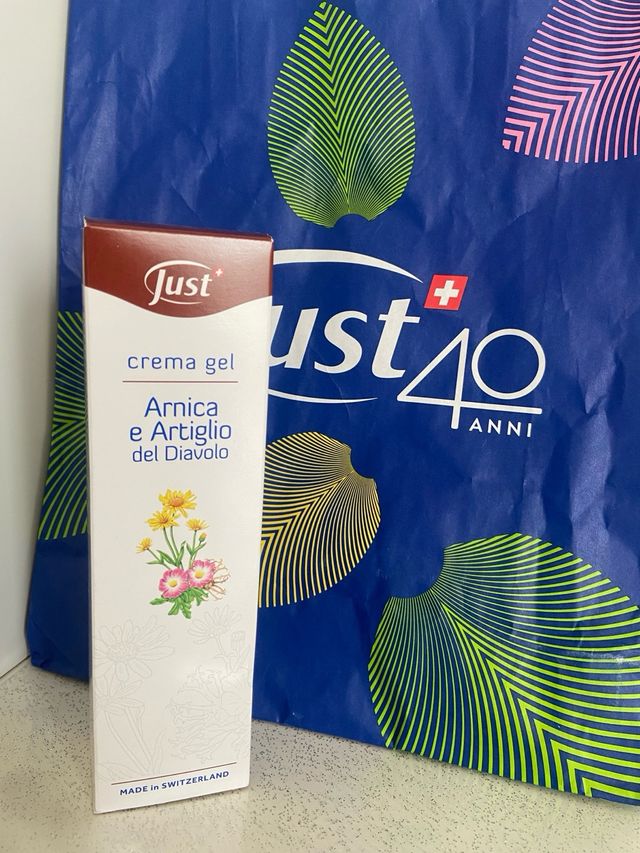 Just
crema gel
Arnica
e Artiglio
del Diavolo
MADE in SWITZERLAND
ust
40
ANNI